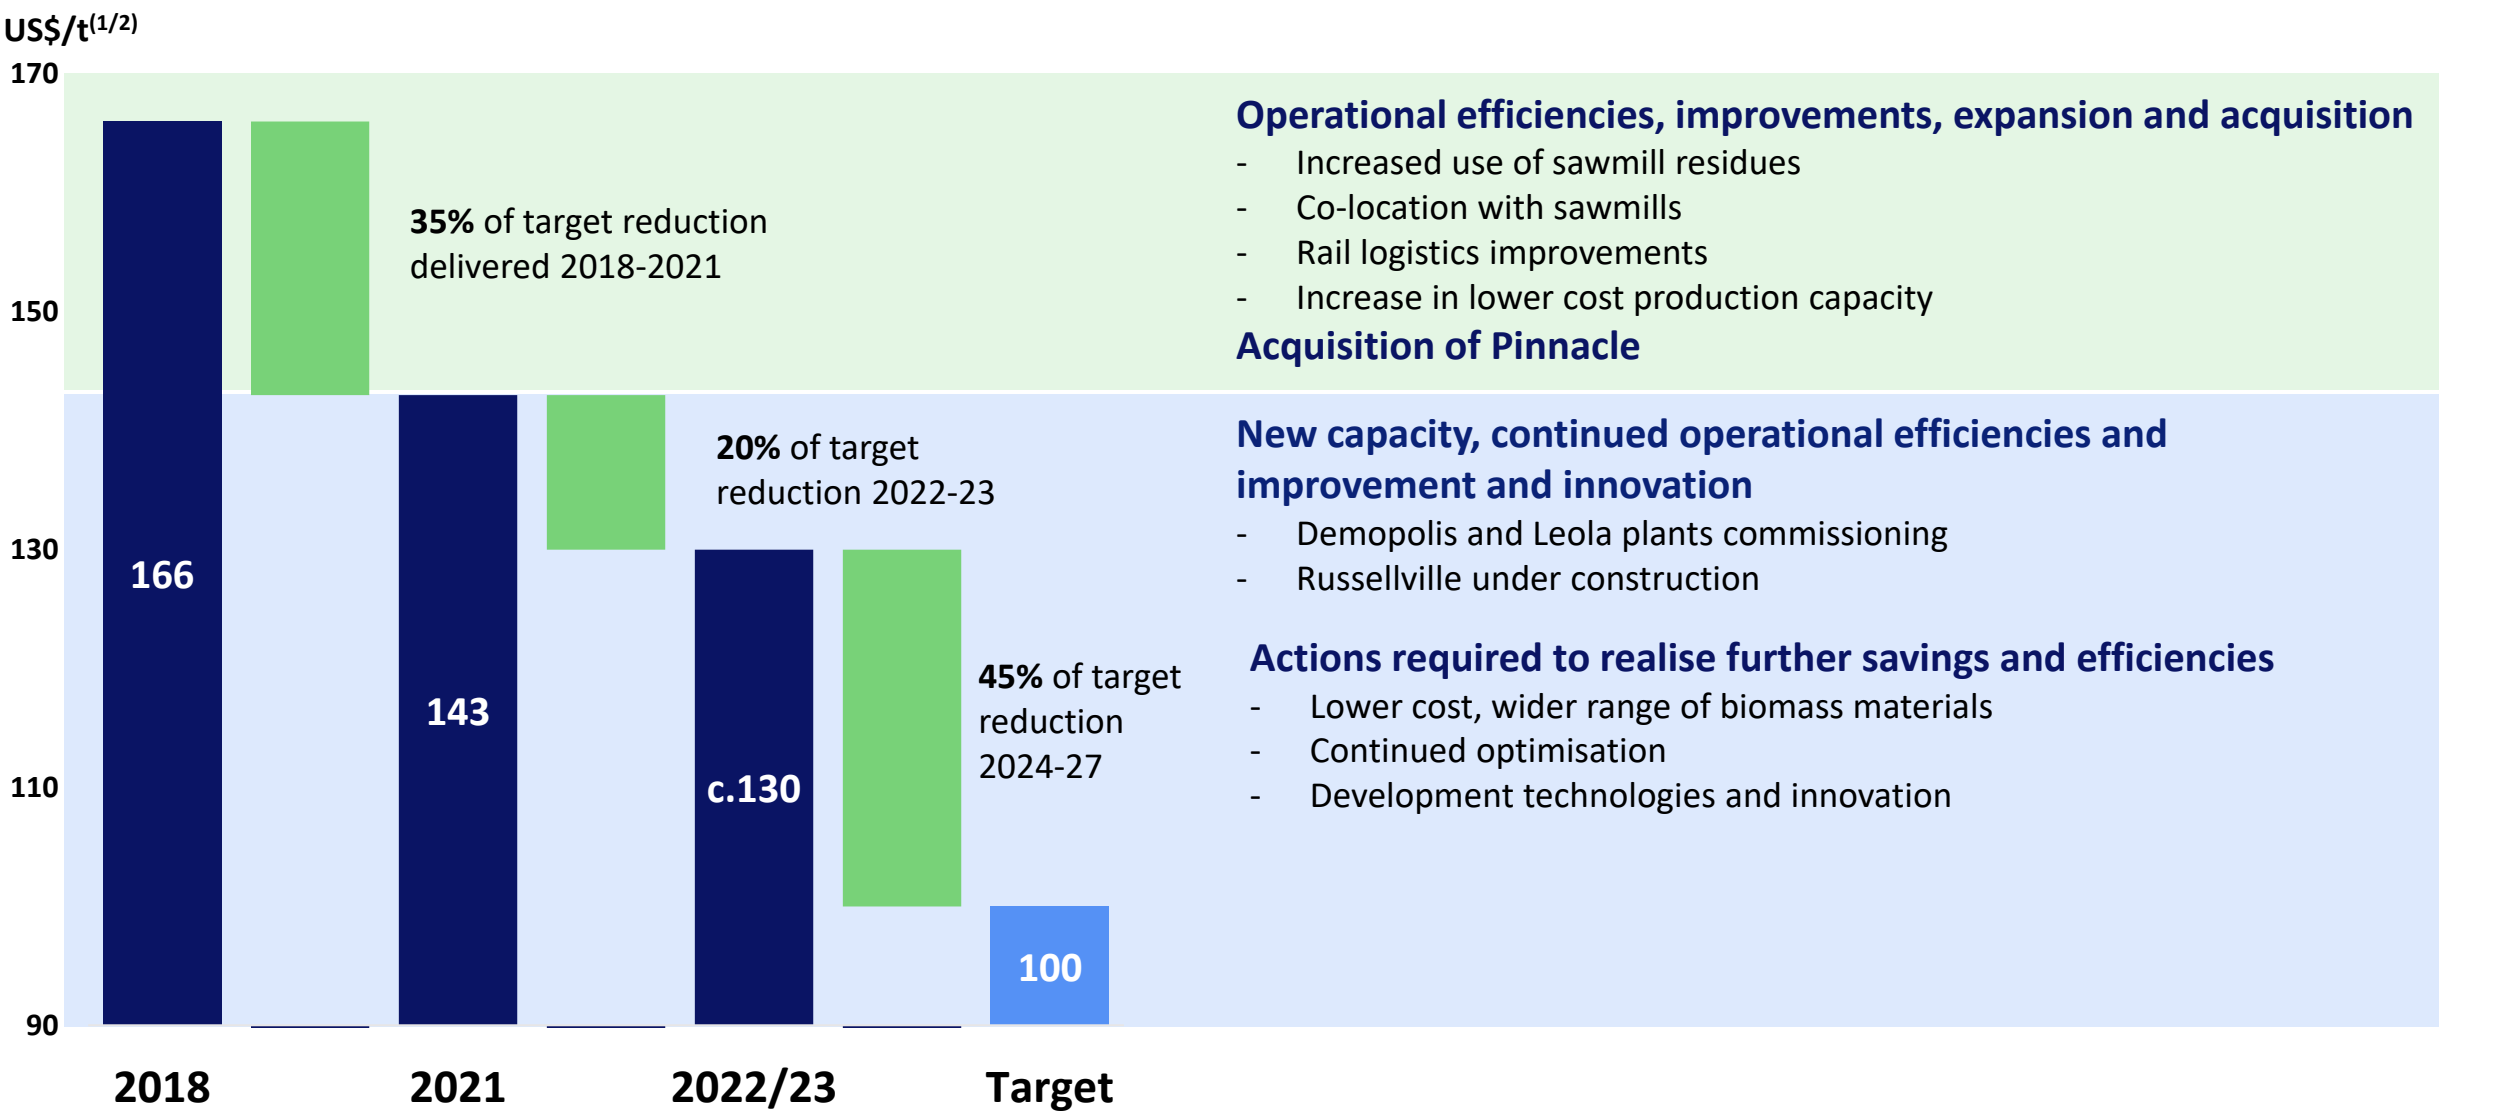 US$/t(1/2)
170
150
130
110
90
166
143
c.130
100
2018
2021
2022/23
Target
35% of target reduction
delivered 2018-2021
20% of target
reduction 2022-23
45% of target
reduction
2024-27
Operational efficiencies, improvements, expansion and acquisition
- Increased use of sawmill residues
- Co-location with sawmills
- Rail logistics improvements
- Increase in lower cost production capacity
Acquisition of Pinnacle
New capacity, continued operational efficiencies and
improvement and innovation
- Demopolis and Leola plants commissioning
- Russellville under construction
Actions required to realise further savings and efficiencies
- Lower cost, wider range of biomass materials
- Continued optimisation
- Development technologies and innovation